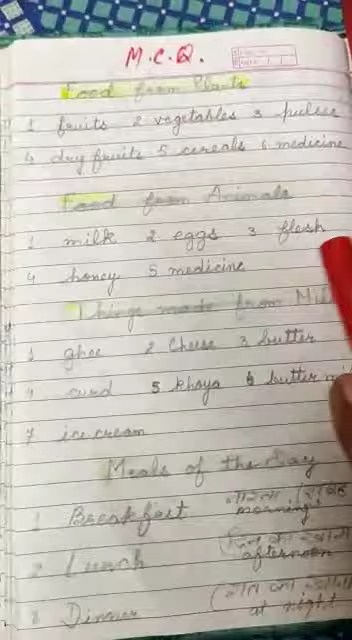 M.C.Q.
Food from Plants
1 fruits 2 vegetables 3 pulses
4 dry fruits 5 cereals 6 medicine
Food from Animals
1 milk 2 eggs 3 flesh
4 honey 5 medicine
Things made from Mil
1 ghee 2 Cheese 3 butter
4 curd 5 khoya 6 butter mi
7 ice cream
Meals of the Day
1 Breakfast नाश्ता
morning
2 Lunch दिन का खाना
afternoon
3 Dinner रात का खाना
at night